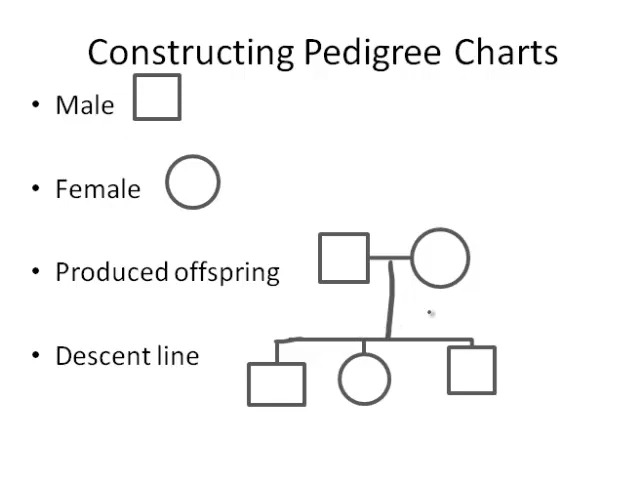 Constructing Pedigree Charts
• Male
• Female
• Produced offspring
• Descent line